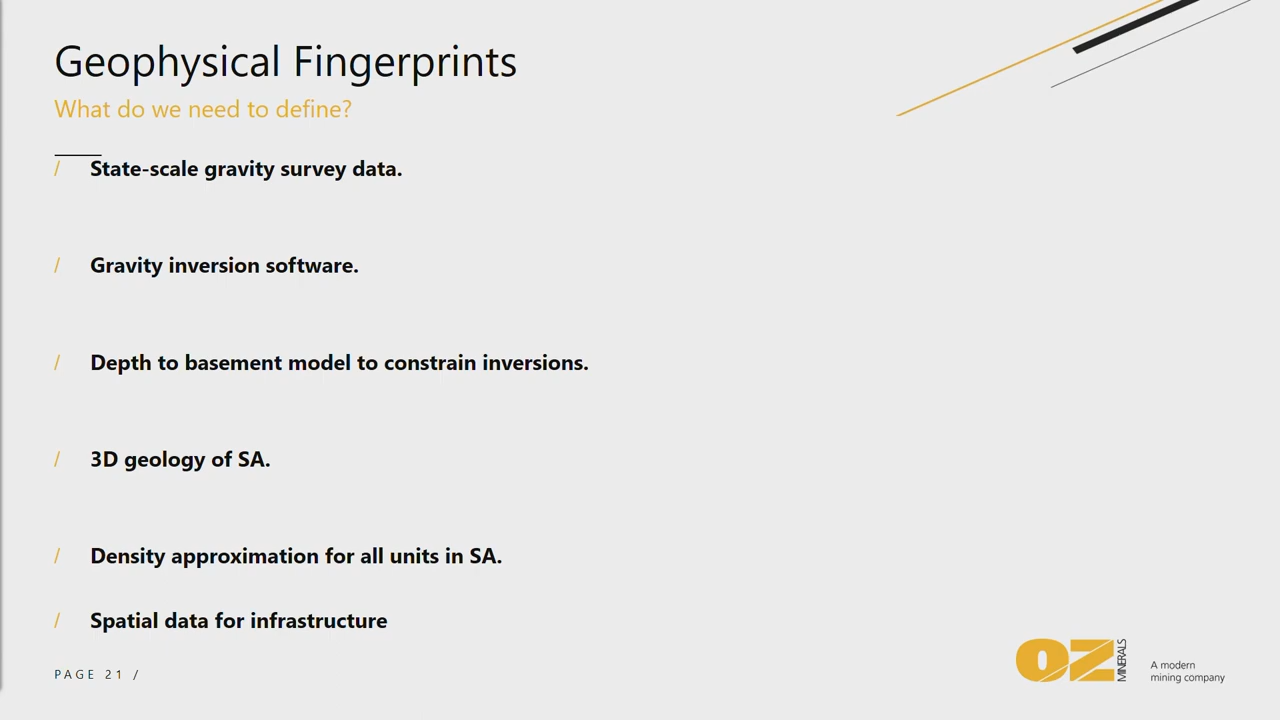 Geophysical Fingerprints
What do we need to define?
/ State-scale gravity survey data.
/ Gravity inversion software.
/ Depth to basement model to constrain inversions.
/ 3D geology of SA.
/ Density approximation for all units in SA.
/ Spatial data for infrastructure
PAGE 21 /
OZ MINERALS
A modern
mining company